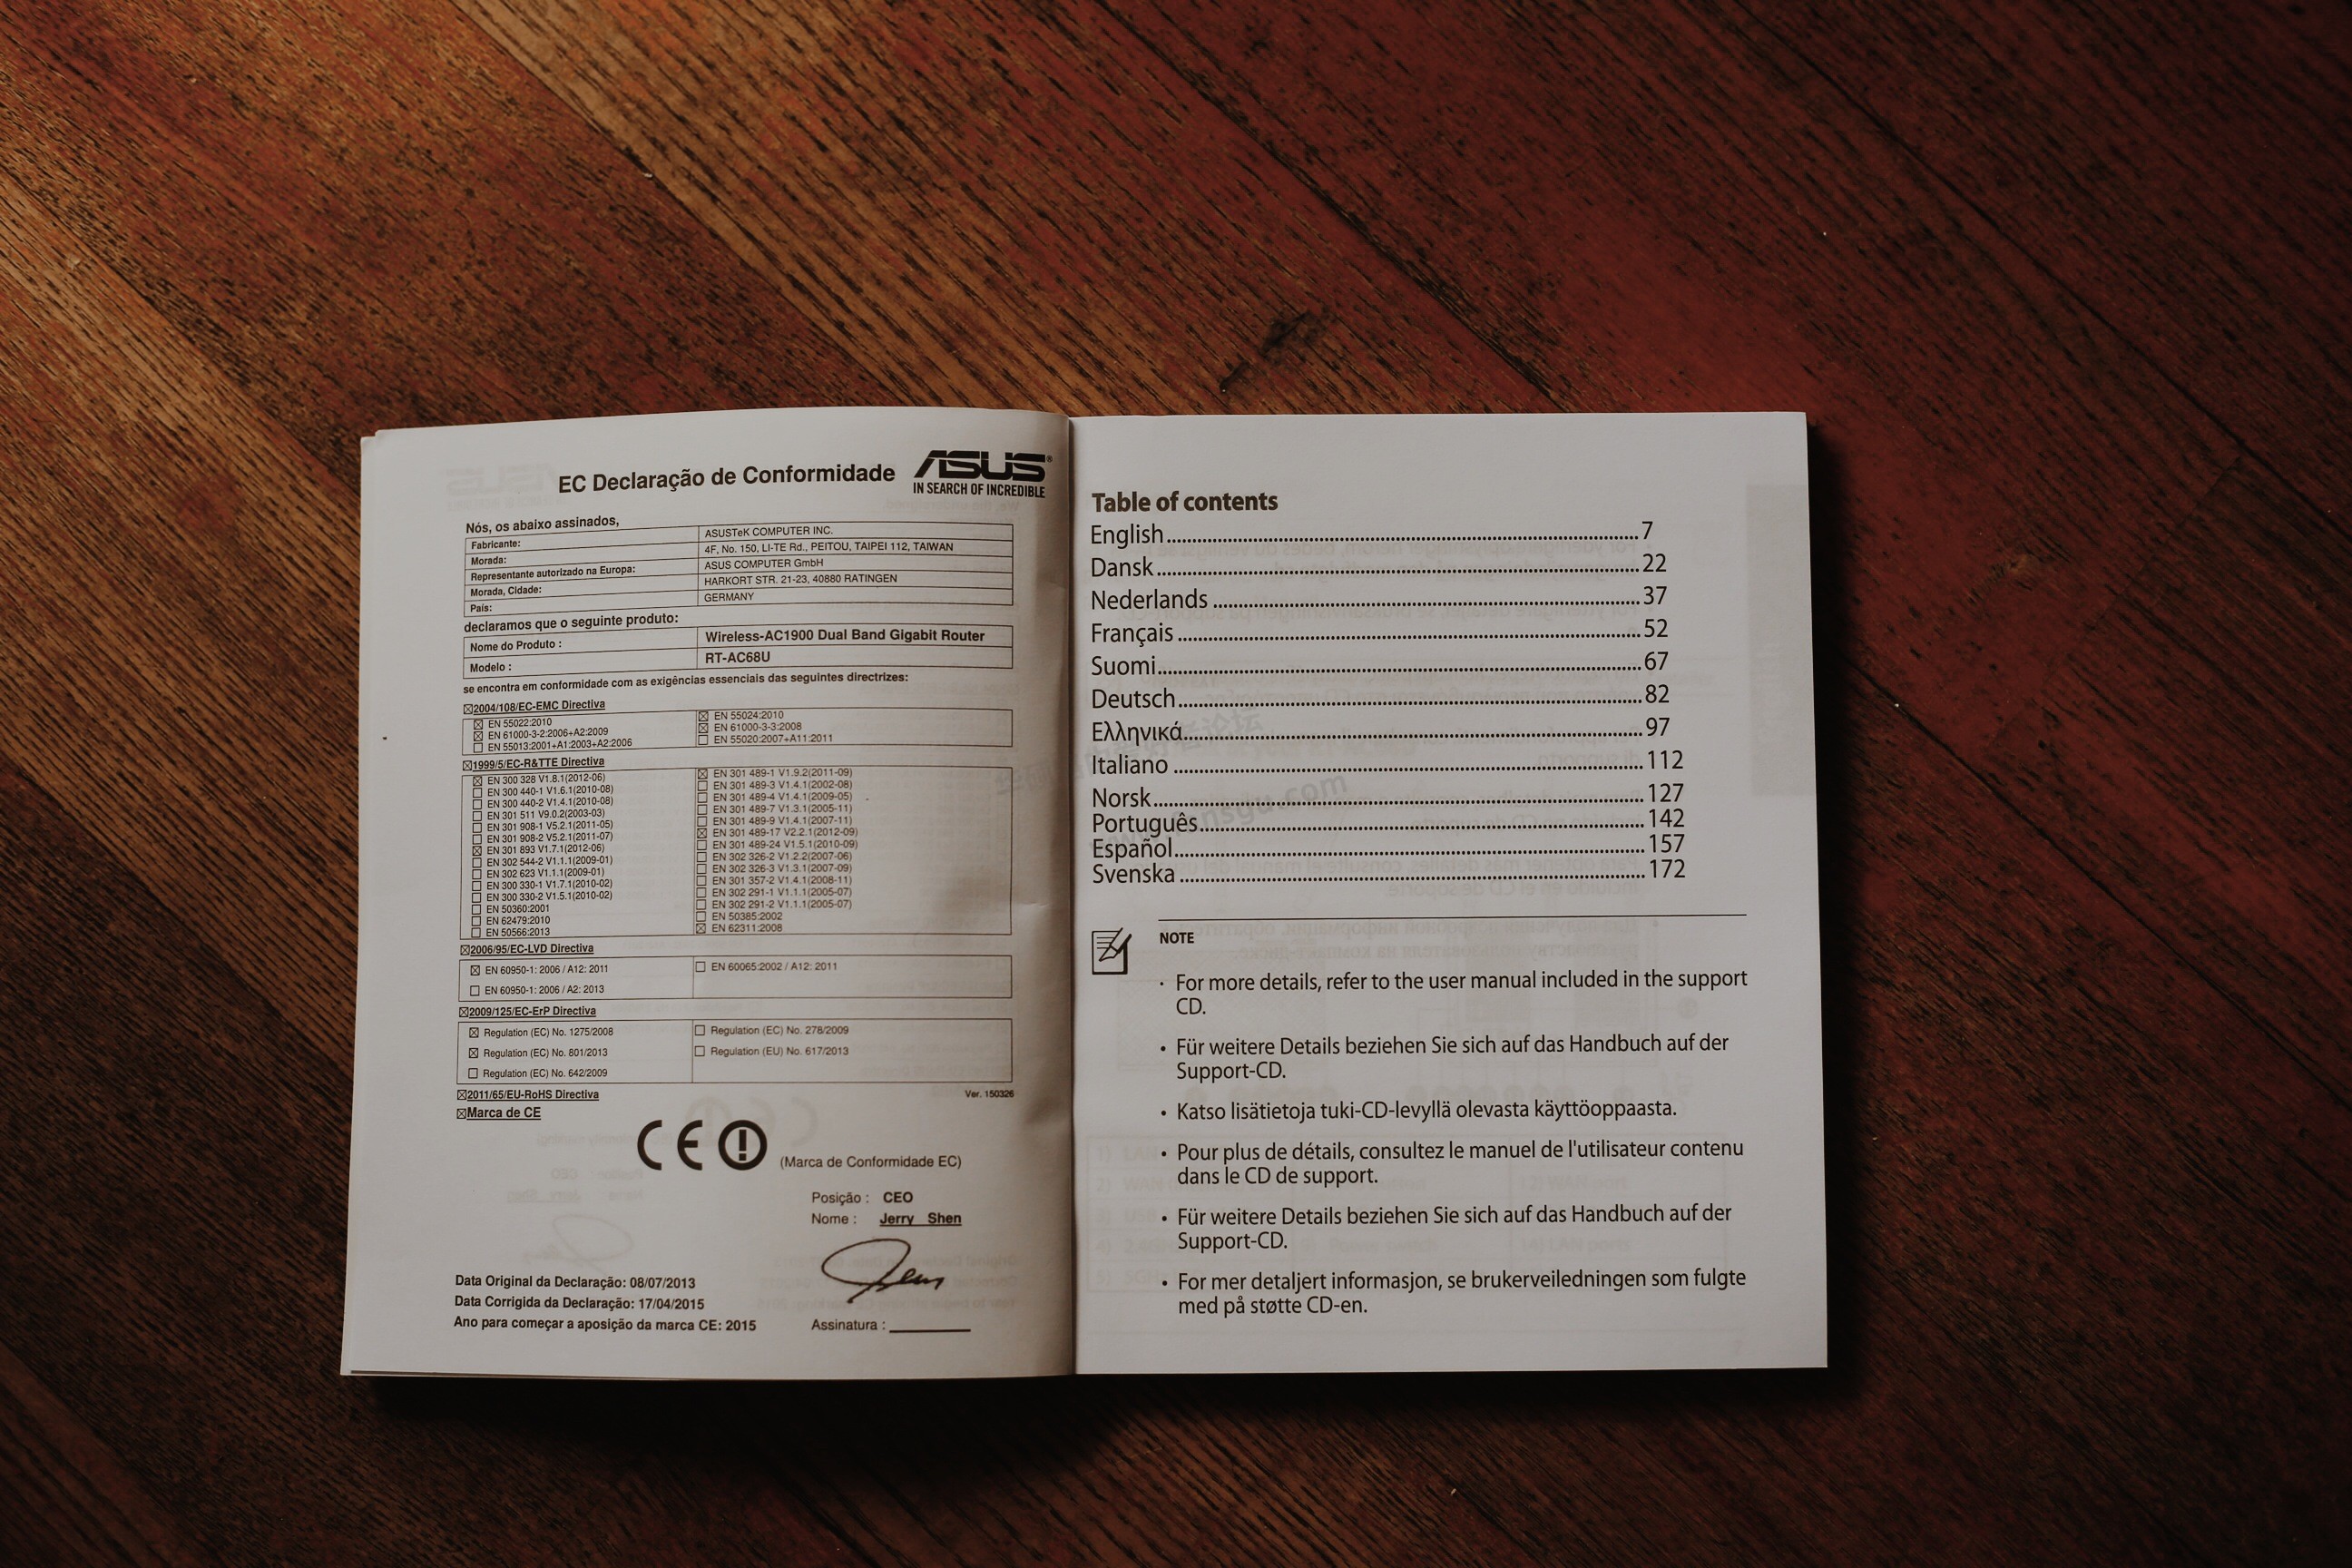 EC Declaração de Conformidade
ASUS®
IN SEARCH OF INCREDIBLE
Nós, os abaixo assinados,
Fabricante: ASUSTeK COMPUTER INC.
Morada: 4F, No. 150, LI-TE Rd., PEITOU, TAIPEI 112, TAIWAN
Representante autorizado na Europa: ASUS COMPUTER GmbH
Morada, Cidade: HARKORT STR. 21-23, 40880 RATINGEN
País: GERMANY
declaramos que o seguinte produto:
Nome do Produto : Wireless-AC1900 Dual Band Gigabit Router
Modelo : RT-AC68U
se encontra em conformidade com as exigências essenciais das seguintes directrizes:
☒2004/108/EC-EMC Directiva
☒ EN 55022:2010 ☒ EN 55024:2010
☒ EN 61000-3-2:2006+A2:2009 ☒ EN 61000-3-3:2008
☐ EN 55013:2001+A1:2003+A2:2006 ☐ EN 55020:2007+A11:2011
☒1999/5/EC-R&TTE Directiva
☒ EN 300 328 V1.8.1(2012-06) ☒ EN 301 489-1 V1.9.2(2011-09)
☐ EN 300 440-1 V1.6.1(2010-08) ☐ EN 301 489-3 V1.4.1(2002-08)
☐ EN 300 440-2 V1.4.1(2010-08) ☐ EN 301 489-4 V1.4.1(2009-05)
☐ EN 301 511 V9.0.2(2003-03) ☐ EN 301 489-7 V1.3.1(2005-11)
☐ EN 301 908-1 V5.2.1(2011-05) ☐ EN 301 489-9 V1.4.1(2007-11)
☐ EN 301 908-2 V5.2.1(2011-07) ☒ EN 301 489-17 V2.2.1(2012-09)
☒ EN 301 893 V1.7.1(2012-06) ☐ EN 301 489-24 V1.5.1(2010-09)
☐ EN 302 544-2 V1.1.1(2009-01) ☐ EN 302 326-2 V1.2.2(2007-06)
☐ EN 302 623 V1.1.1(2009-01) ☐ EN 302 326-3 V1.3.1(2007-09)
☐ EN 300 330-1 V1.7.1(2010-02) ☐ EN 301 357-2 V1.4.1(2008-11)
☐ EN 300 330-2 V1.5.1(2010-02) ☐ EN 302 291-1 V1.1.1(2005-07)
☐ EN 50360:2001 ☐ EN 302 291-2 V1.1.1(2005-07)
☐ EN 62479:2010 ☐ EN 50385:2002
☐ EN 50566:2013 ☒ EN 62311:2008
☒2006/95/EC-LVD Directiva
☒ EN 60950-1: 2006 / A12: 2011 ☐ EN 60065:2002 / A12: 2011
☐ EN 60950-1: 2006 / A2: 2013
☒2009/125/EC-ErP Directiva
☒ Regulation (EC) No. 1275/2008 ☐ Regulation (EC) No. 278/2009
☒ Regulation (EC) No. 801/2013 ☐ Regulation (EU) No. 617/2013
☐ Regulation (EC) No. 642/2009
☒2011/65/EU-RoHS Directiva Ver. 150326
☒Marca de CE
CE (Marca de Conformidade EC)
Posição : CEO
Nome : Jerry Shen
Data Original da Declaração: 08/07/2013
Data Corrigida da Declaração: 17/04/2015
Ano para começar a aposição da marca CE: 2015 Assinatura :
Table of contents
English 7
Dansk 22
Nederlands 37
Français 52
Suomi 67
Deutsch 82
Ελληνικά 97
Italiano 112
Norsk 127
Português 142
Español 157
Svenska 172
NOTE
· For more details, refer to the user manual included in the support
CD.
• Für weitere Details beziehen Sie sich auf das Handbuch auf der
Support-CD.
• Katso lisätietoja tuki-CD-levyllä olevasta käyttöoppaasta.
• Pour plus de détails, consultez le manuel de l'utilisateur contenu
dans le CD de support.
• Für weitere Details beziehen Sie sich auf das Handbuch auf der
Support-CD.
• For mer detaljert informasjon, se brukerveiledningen som fulgte
med på støtte CD-en.